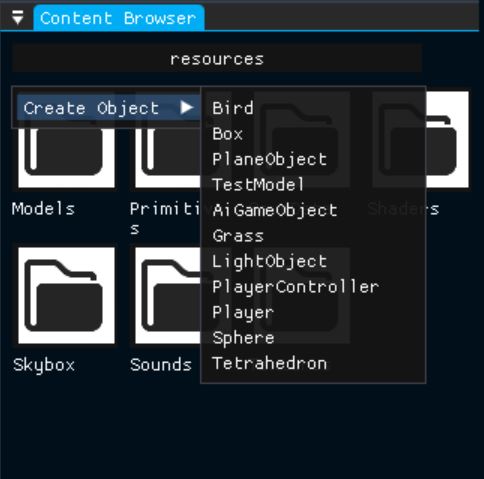 Content Browser
resources
Create Object
Bird
Box
PlaneObject
TestModel
AiGameObject
Grass
LightObject
PlayerController
Player
Sphere
Tetrahedron
Models
Primitiv
s
Shaders
Skybox
Sounds